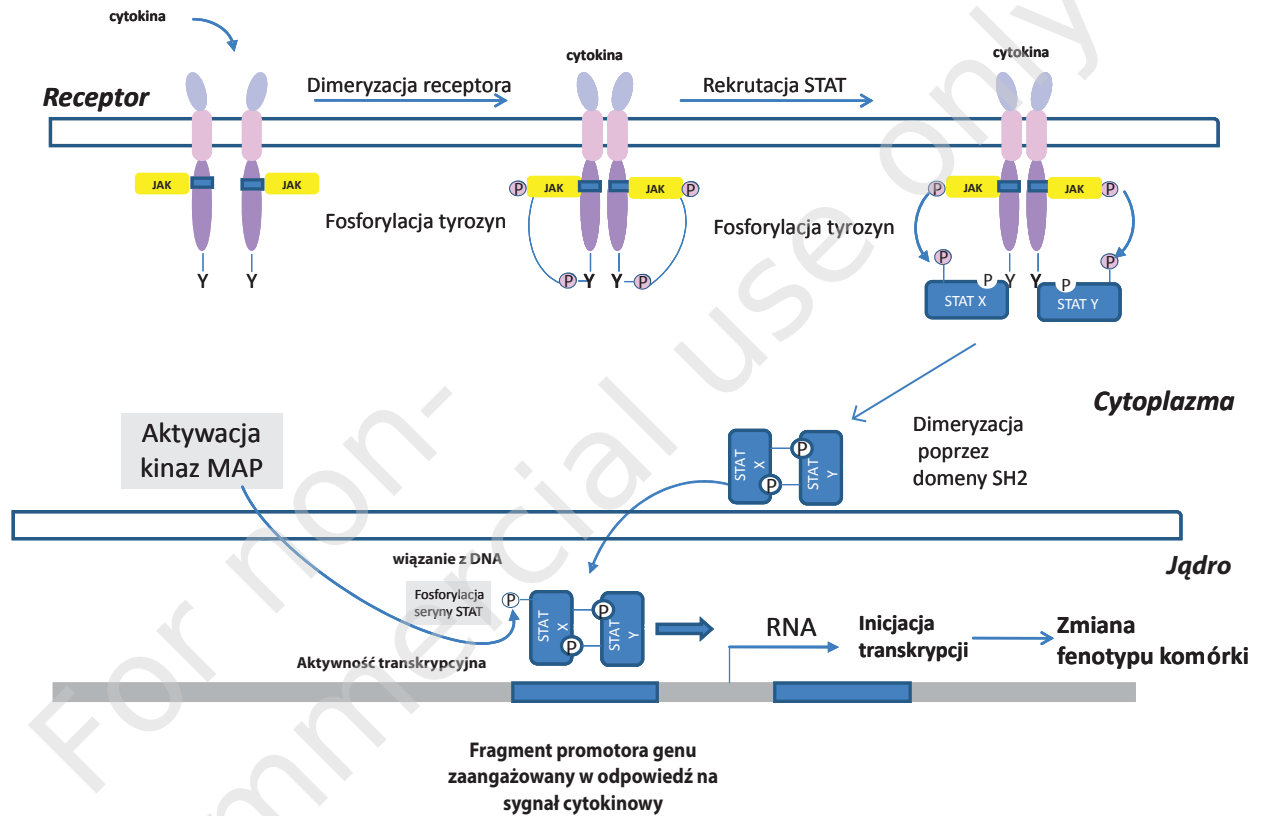 cytokina
cytokina
cytokina
Receptor
Dimeryzacja receptora
Rekrutacja STAT
JAK
JAK
P
JAK
JAK
P
P
JAK
JAK
P
Fosforylacja tyrozyn
Fosforylacja tyrozyn
Y
Y
P
Y
Y
P
P
P
P
Y
Y
P
STAT X
STAT Y
Cytoplazma
Aktywacja
kinaz MAP
STAT
X
P
P
STAT
Y
Dimeryzacja
poprzez
domeny SH2
Jądro
wiązanie z DNA
Fosforylacja
seryny STAT
P
STAT
X
P
P
STAT
Y
RNA
Inicjacja
transkrypcji
Zmiana
fenotypu komórki
Aktywność transkrypcyjna
Fragment promotora genu
zaangażowany w odpowiedź na
sygnał cytokinowy
For non-
mmercial use only